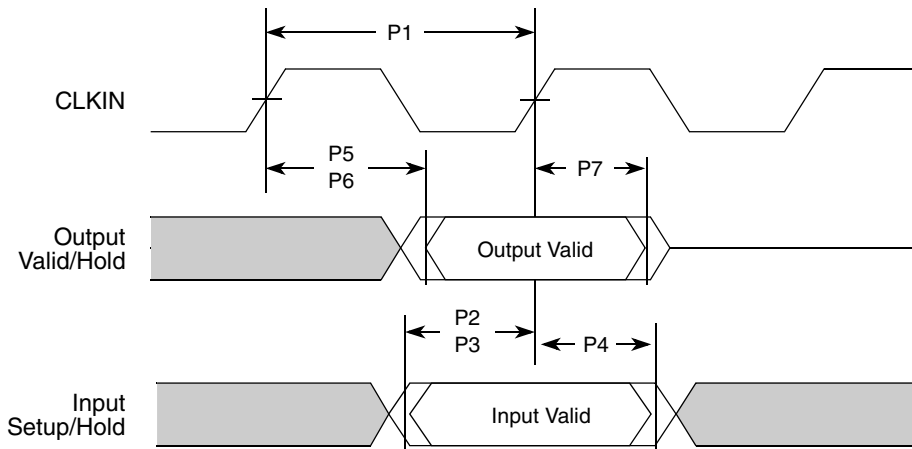 P1
CLKIN
P5
P6
P7
Output
Valid/Hold
Output Valid
P2
P3
P4
Input
Setup/Hold
Input Valid